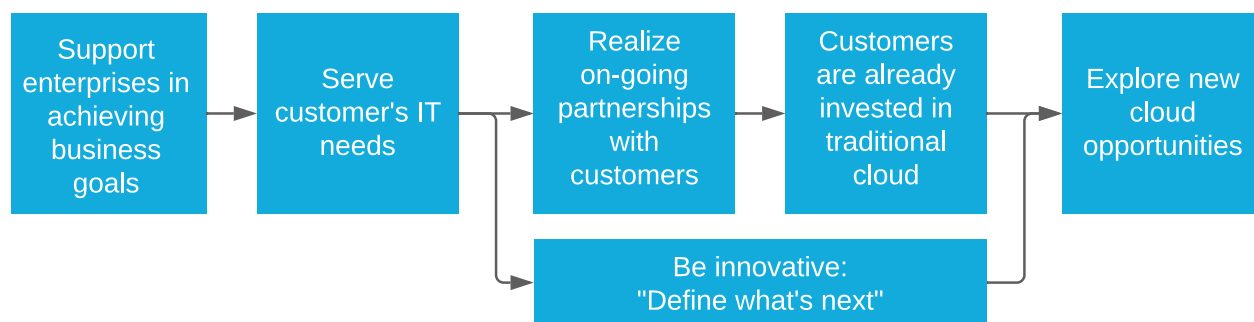 Support
enterprises in
achieving
business
goals
Serve
customer's IT
needs
Realize
on-going
partnerships
with
customers
Customers
are already
invested in
traditional
cloud
Explore new
cloud
opportunities
Be innovative:
"Define what's next"